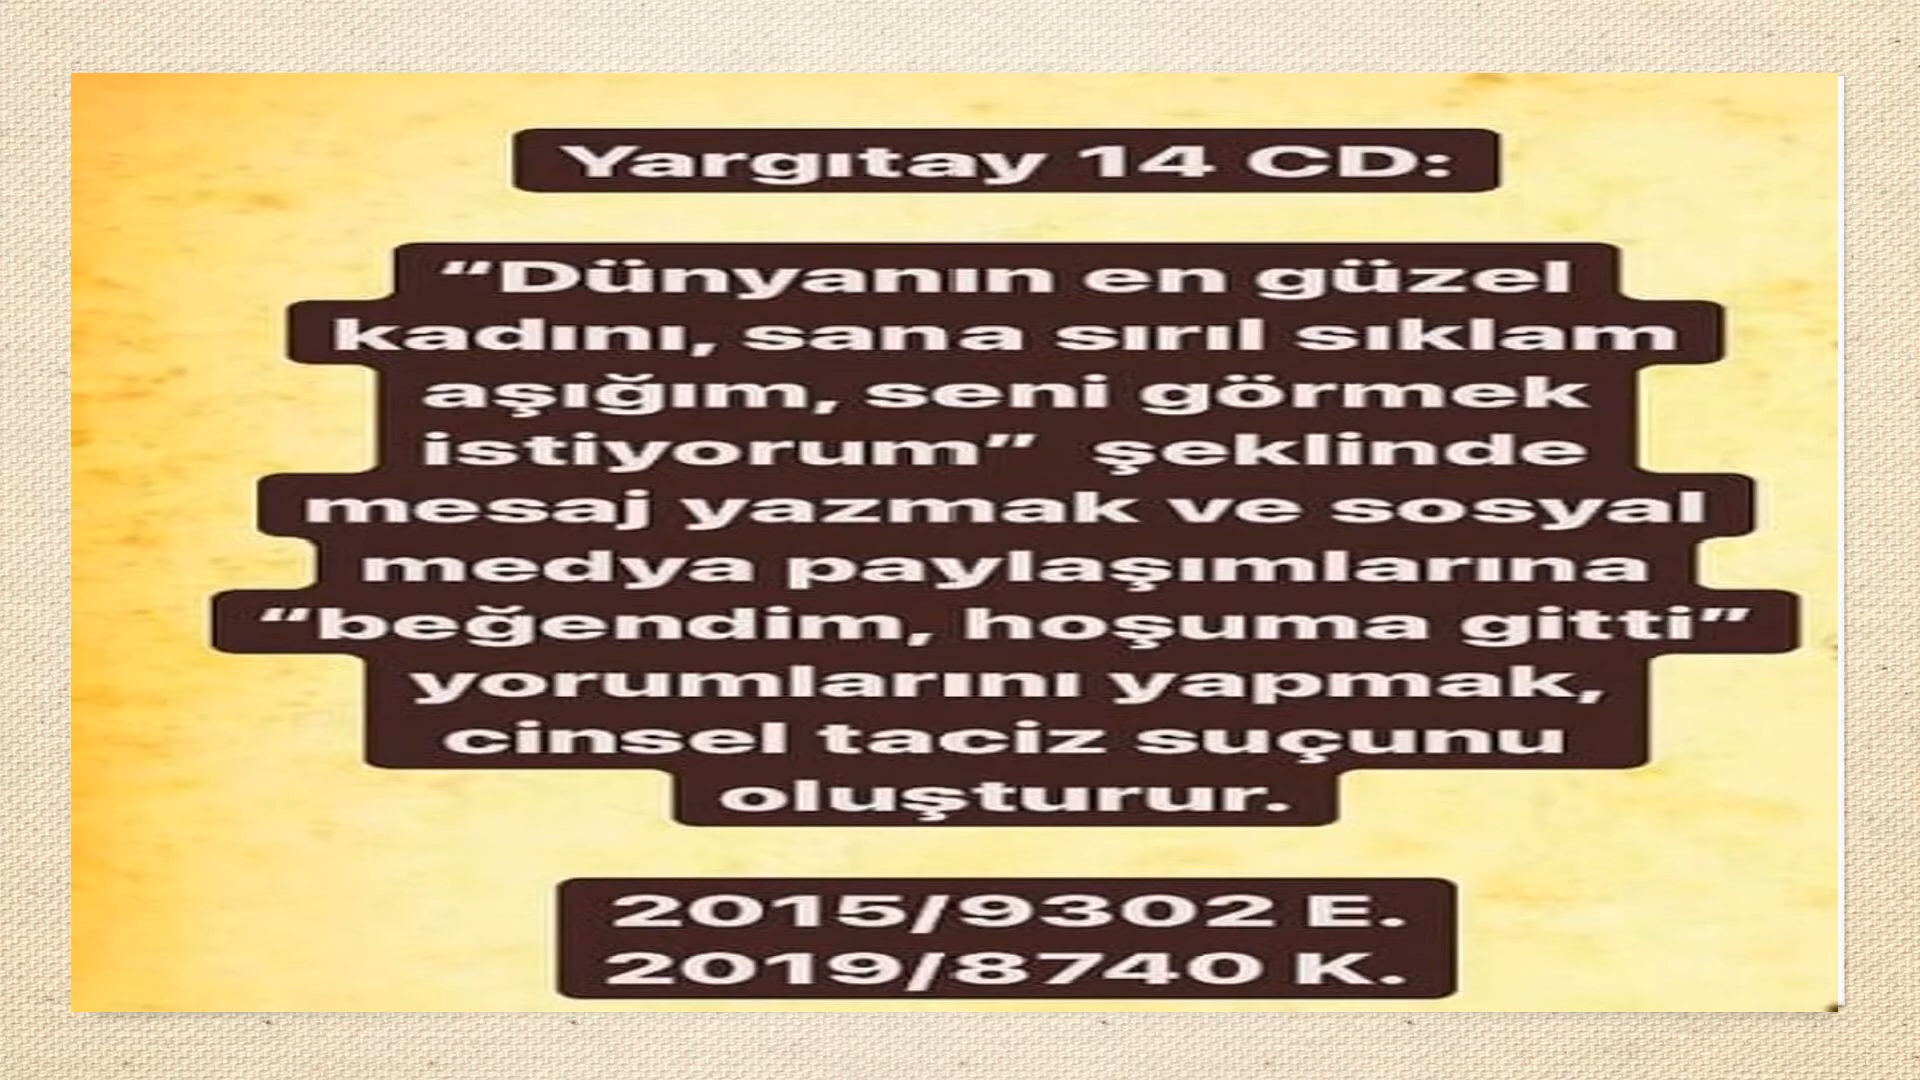 Yargıtay 14 CD:
“Dünyanın en güzel
kadını, sana sırıl sıklam
aşığım, seni görmek
istiyorum” şeklinde
mesaj yazmak ve sosyal
medya paylaşımlarına
“beğendim, hoşuma gitti”
yorumlarını yapmak,
cinsel taciz suçunu
oluşturur.
2015/9302 E.
2019/8740 K.